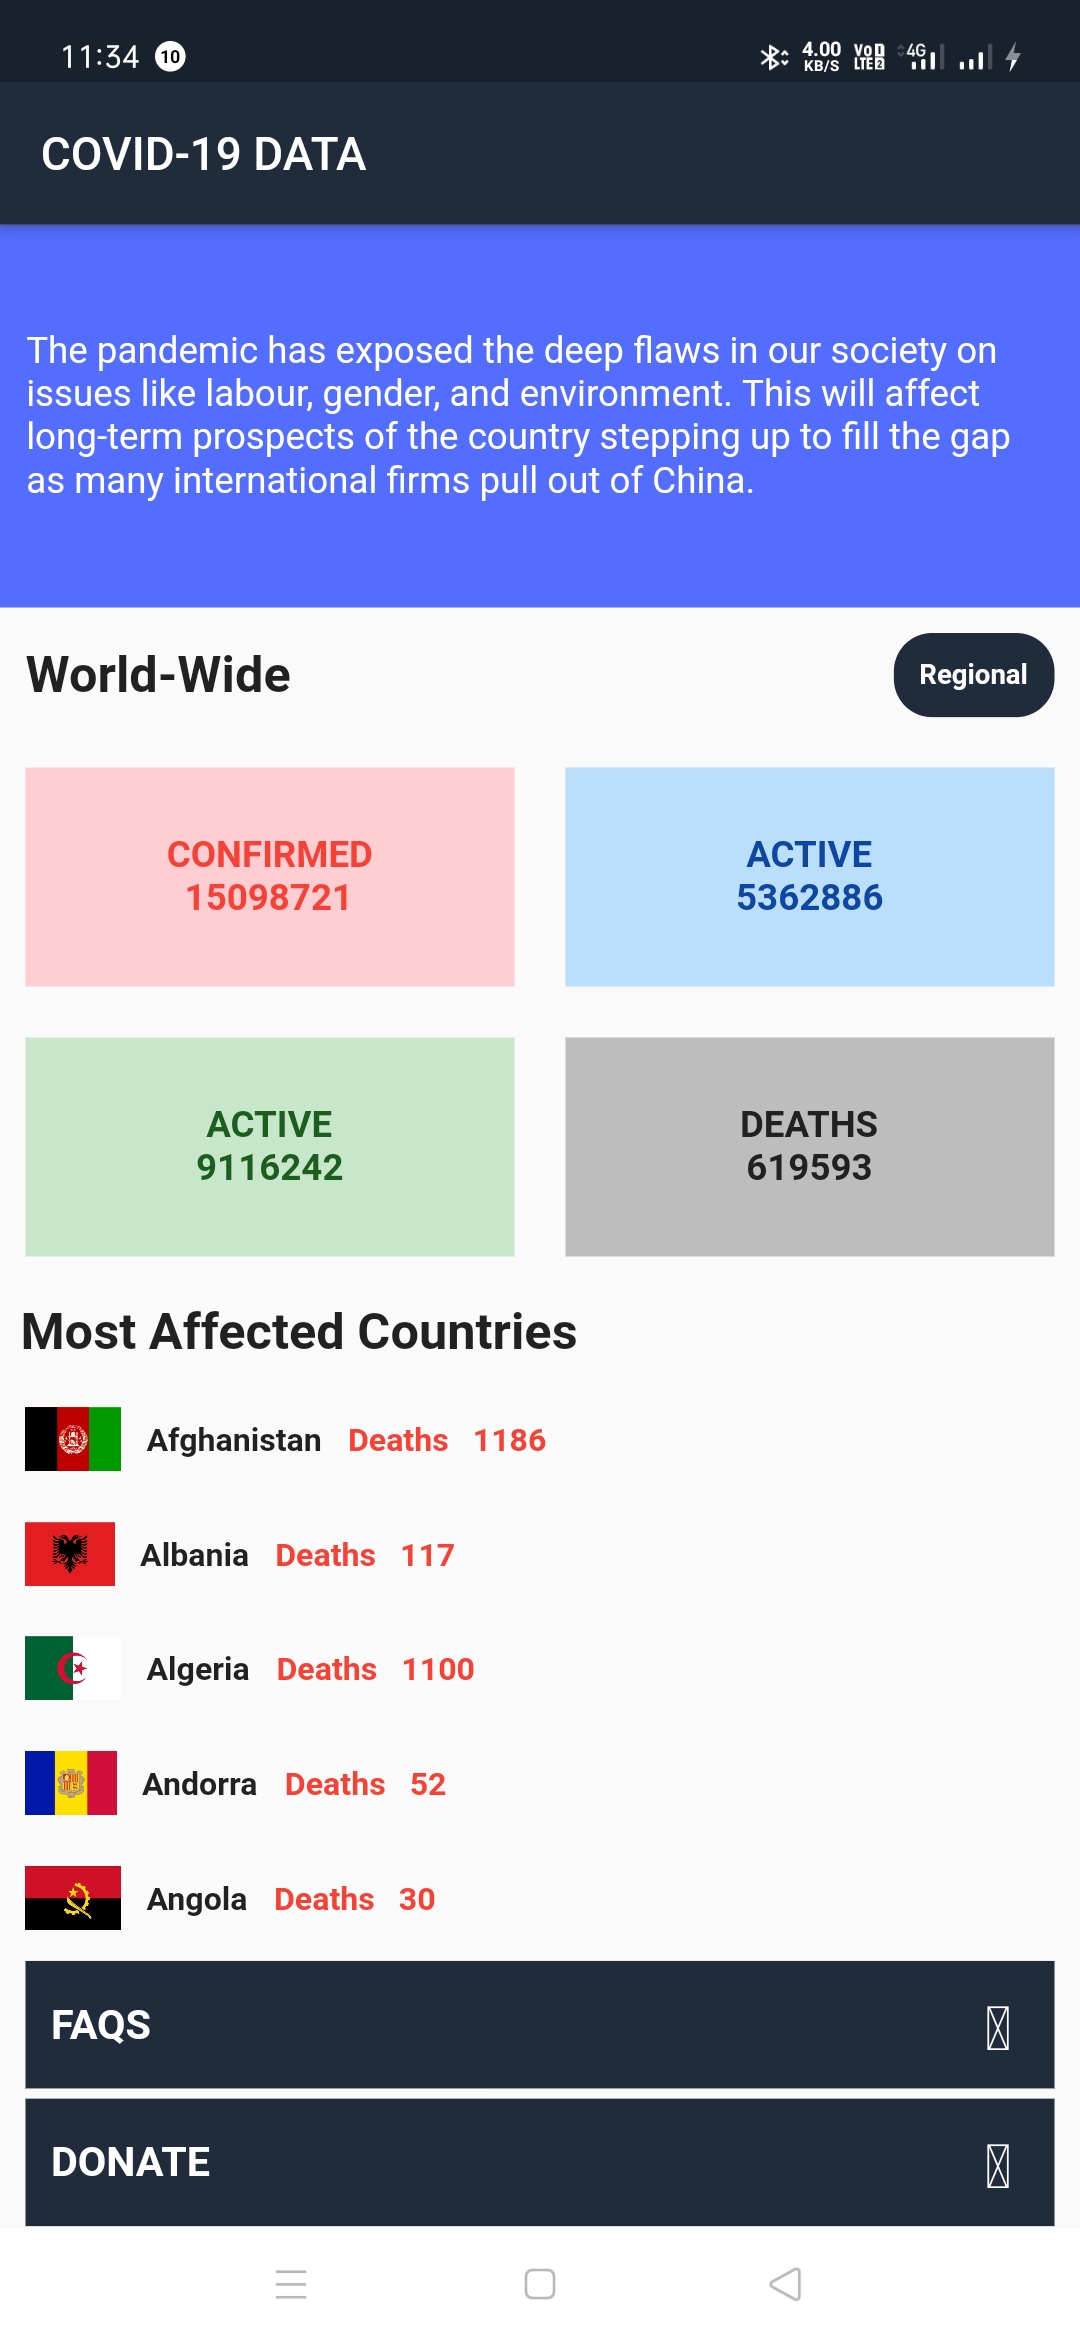 11:34 10 4.00 KB/S VoD LTE2 4G
COVID-19 DATA
The pandemic has exposed the deep flaws in our society on
issues like labour, gender, and environment. This will affect
long-term prospects of the country stepping up to fill the gap
as many international firms pull out of China.
World-Wide
Regional
CONFIRMED
15098721
ACTIVE
5362886
ACTIVE
9116242
DEATHS
619593
Most Affected Countries
Afghanistan Deaths 1186
Albania Deaths 117
Algeria Deaths 1100
Andorra Deaths 52
Angola Deaths 30
FAQS
DONATE